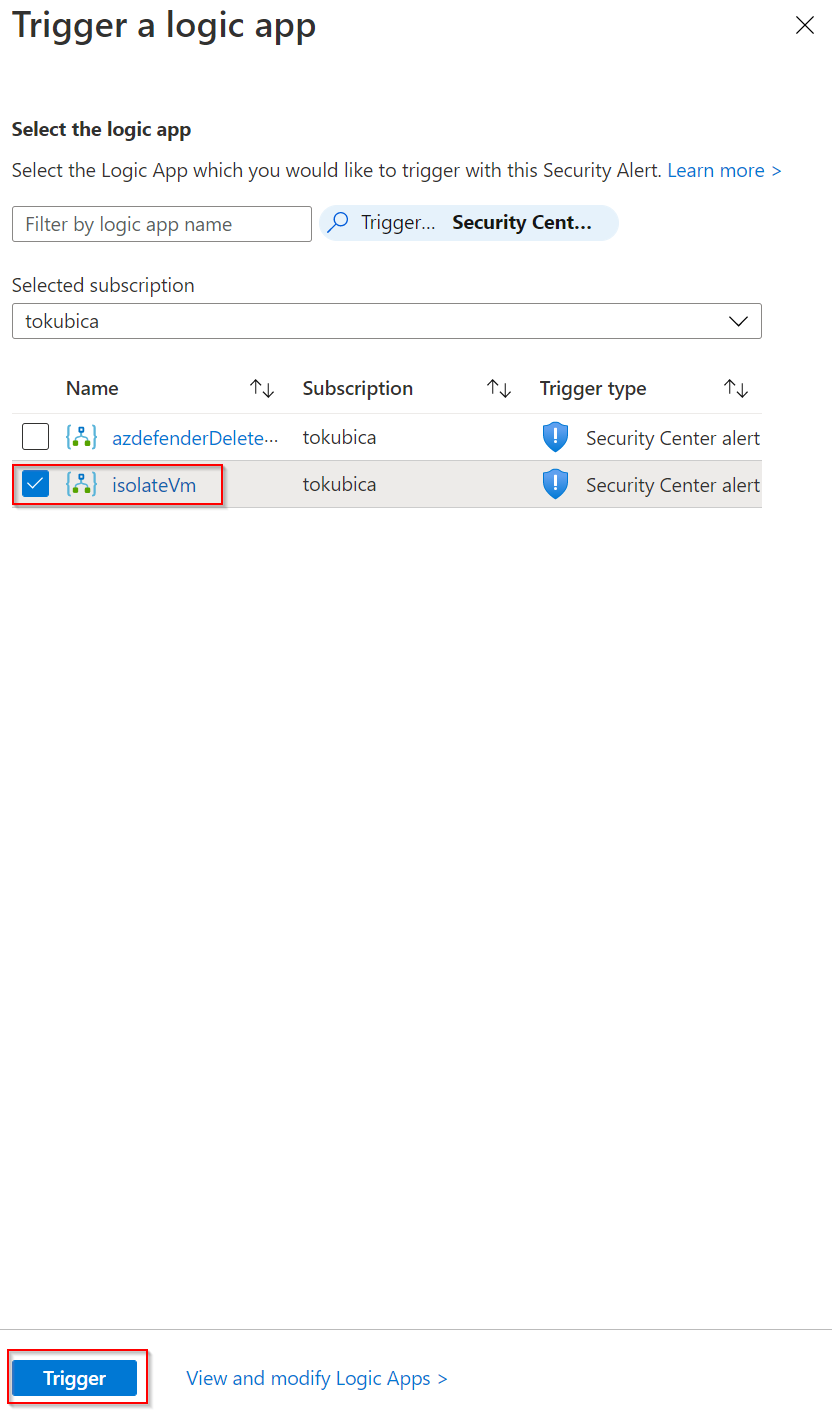 Trigger a logic app
Select the logic app
Select the Logic App which you would like to trigger with this Security Alert. Learn more >
Filter by logic app name
Trigger... Security Cent...
Selected subscription
tokubica
Name Subscription Trigger type
azdefenderDelete... tokubica Security Center alert
isolateVm tokubica Security Center alert
Trigger View and modify Logic Apps >